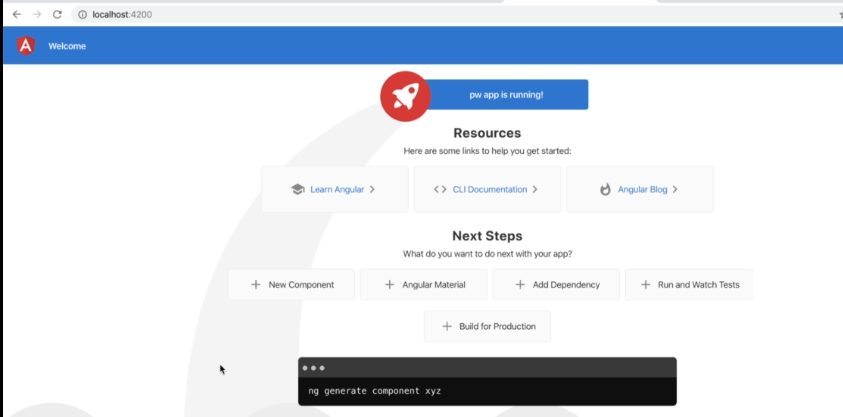 localhost:4200
Welcome
pw app is running!
Resources
Here are some links to help you get started:
Learn Angular
CLI Documentation
Angular Blog
Next Steps
What do you want to do next with your app?
New Component
Angular Material
Add Dependency
Run and Watch Tests
Build for Production
ng generate component xyz